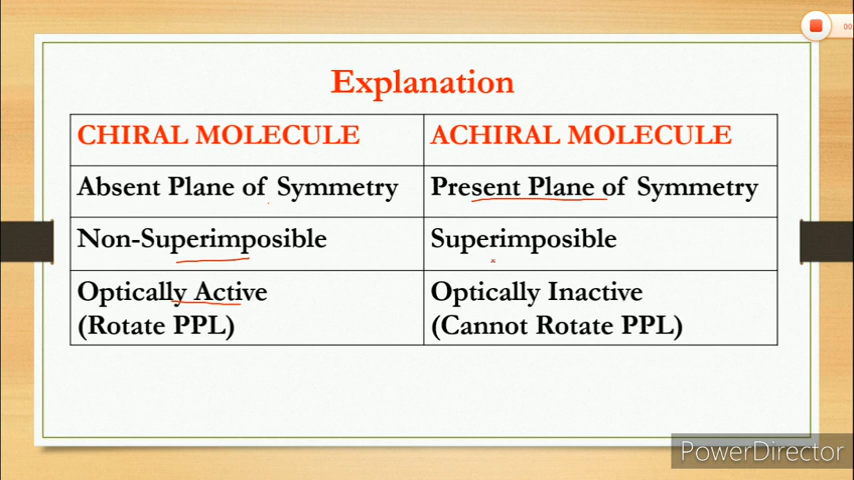 00
Explanation
CHIRAL MOLECULE
ACHIRAL MOLECULE
Absent Plane of Symmetry
Present Plane of Symmetry
Non-Superimposible
Superimposible
Optically Active
(Rotate PPL)
Optically Inactive
(Cannot Rotate PPL)
PowerDirector